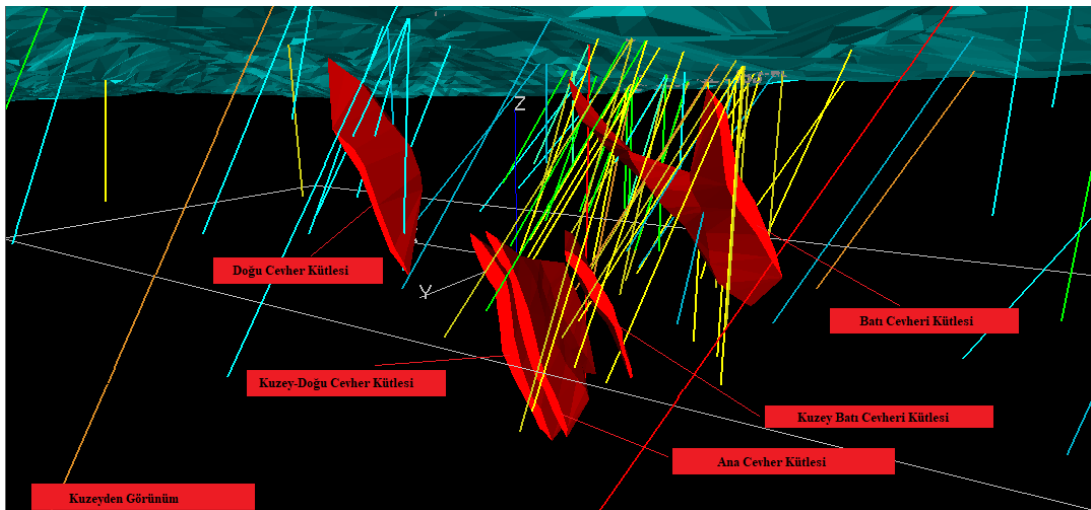 Z
Doğu Cevher Kütlesi
Y
Batı Cevheri Kütlesi
Kuzey-Doğu Cevher Kütlesi
Kuzey Batı Cevheri Kütlesi
Ana Cevher Kütlesi
Kuzeyden Görünüm